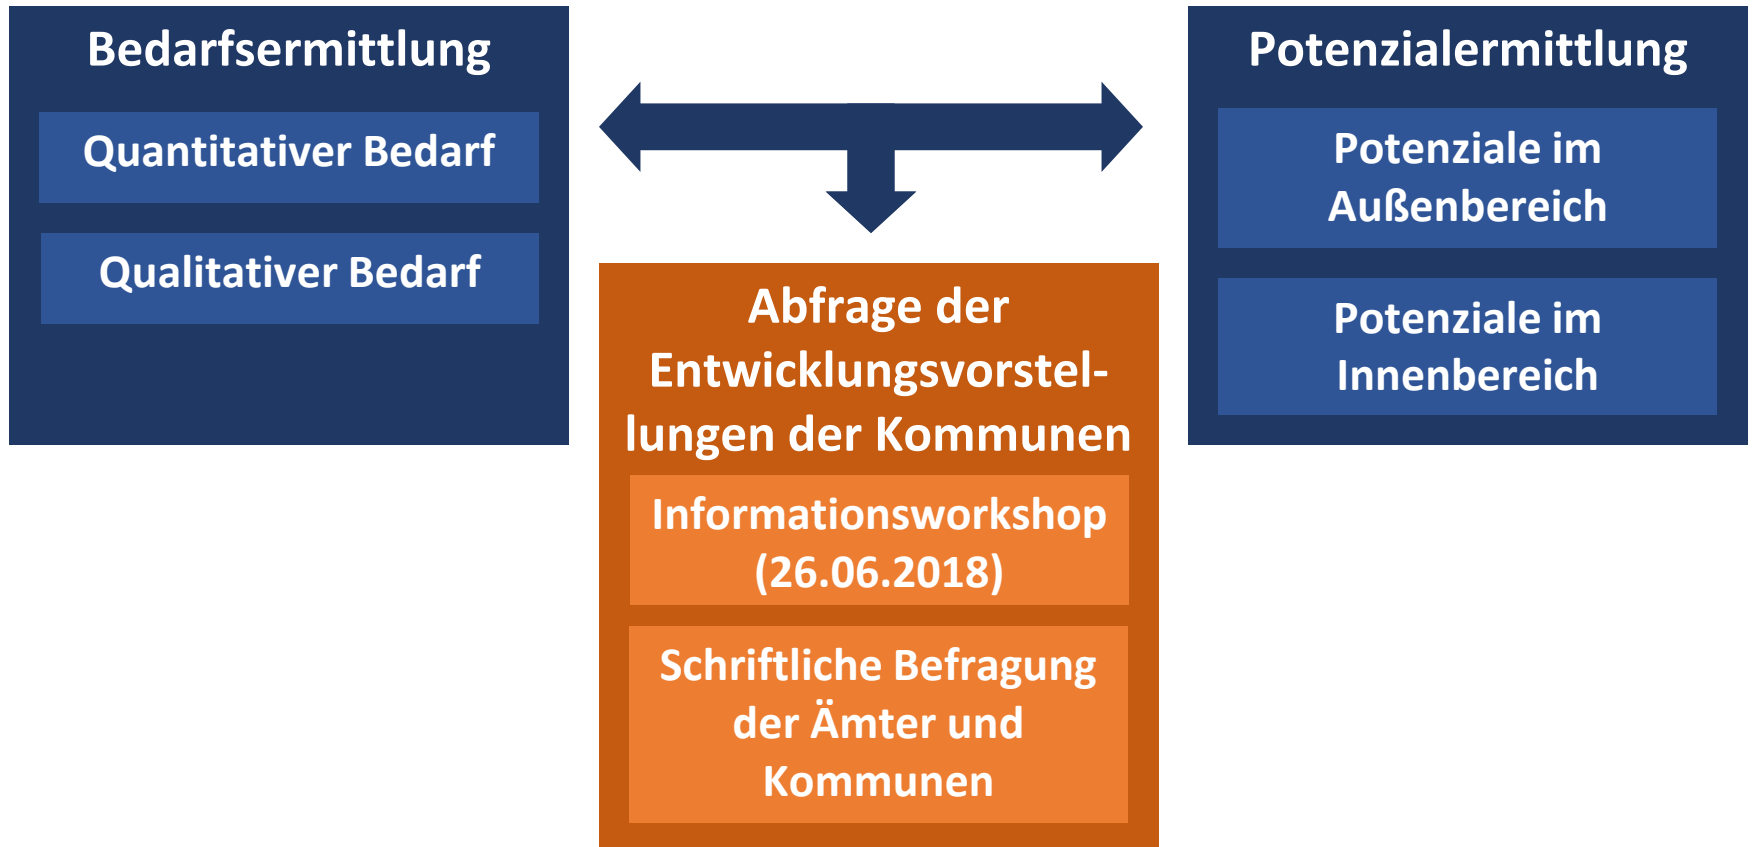 Bedarfsermittlung
Quantitativer Bedarf
Qualitativer Bedarf
Potenzialermittlung
Potenziale im
Außenbereich
Potenziale im
Innenbereich
Abfrage der
Entwicklungsvorstel-
lungen der Kommunen
Informationsworkshop
(26.06.2018)
Schriftliche Befragung
der Ämter und
Kommunen